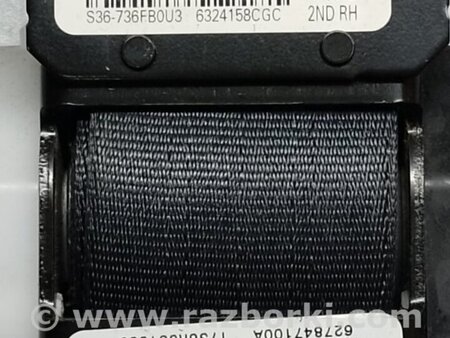 S36-736FB0U3 6324158CGC 2ND RH
627847100A
www.razborki.com